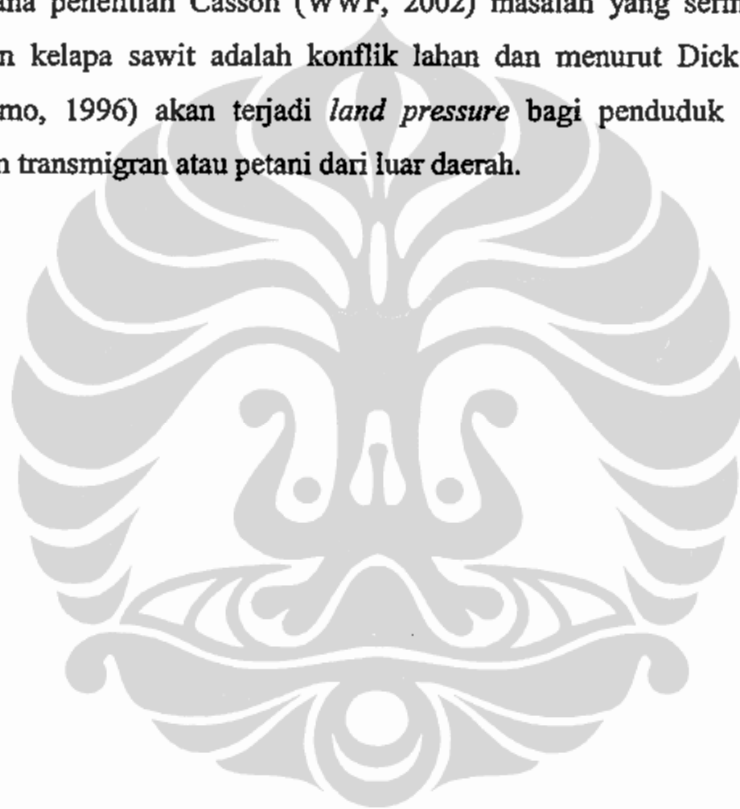 penelitian Casson (WWF, 2002) masalah yang
kelapa sawit adalah konflik lahan dan menurut Dick
mo, 1996) akan terjadi land pressure bagi penduduk
n transmigran atau petani dari luar daerah.